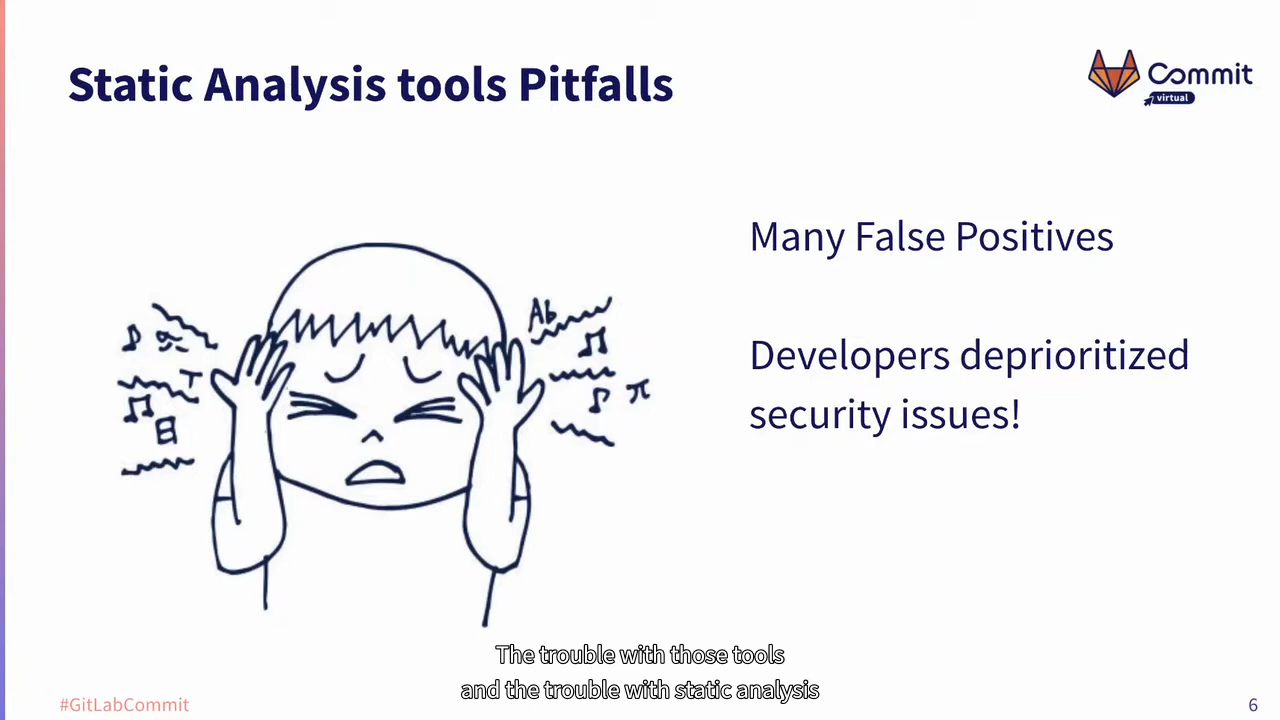 Static Analysis tools Pitfalls
Commit
virtual
Many False Positives
Developers deprioritized
security issues!
Ab
T
π
日
The trouble with those tools
and the trouble with static analysis
#GitLabCommit
6